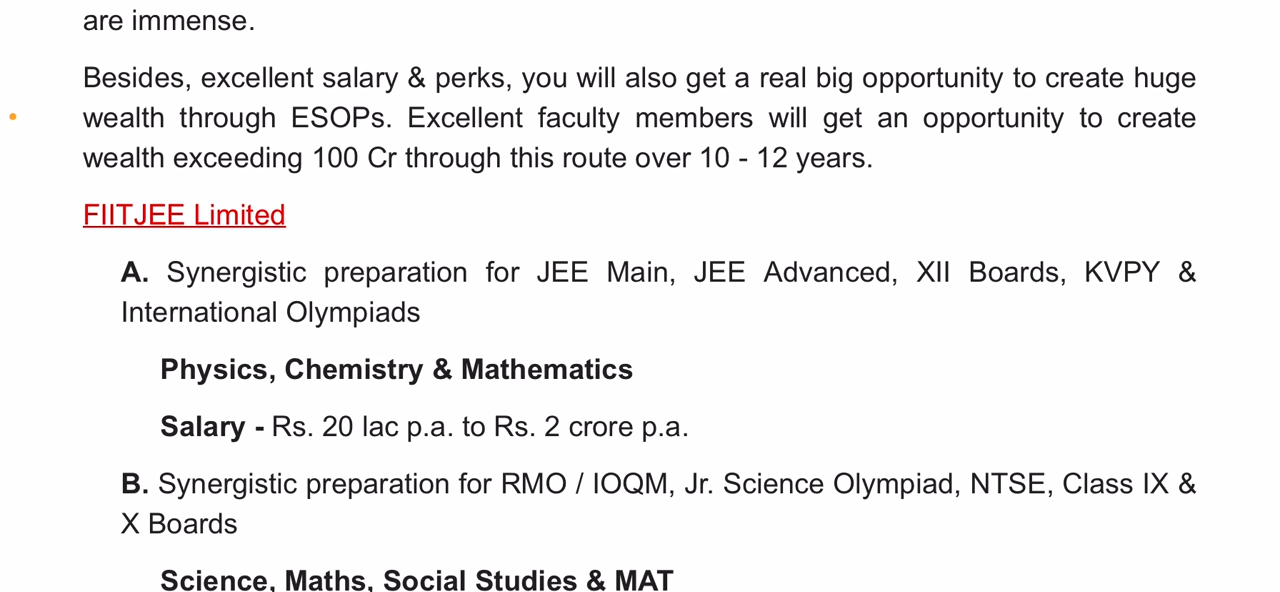 are immense.
Besides, excellent salary & perks, you will also get a real big opportunity to create huge
wealth through ESOPs. Excellent faculty members will get an opportunity to create
wealth exceeding 100 Cr through this route over 10 - 12 years.
FIITJEE Limited
A. Synergistic preparation for JEE Main, JEE Advanced, XII Boards, KVPY &
International Olympiads
Physics, Chemistry & Mathematics
Salary - Rs. 20 lac p.a. to Rs. 2 crore p.a.
B. Synergistic preparation for RMO / IOQM, Jr. Science Olympiad, NTSE, Class IX &
X Boards
Science, Maths, Social Studies & MAT